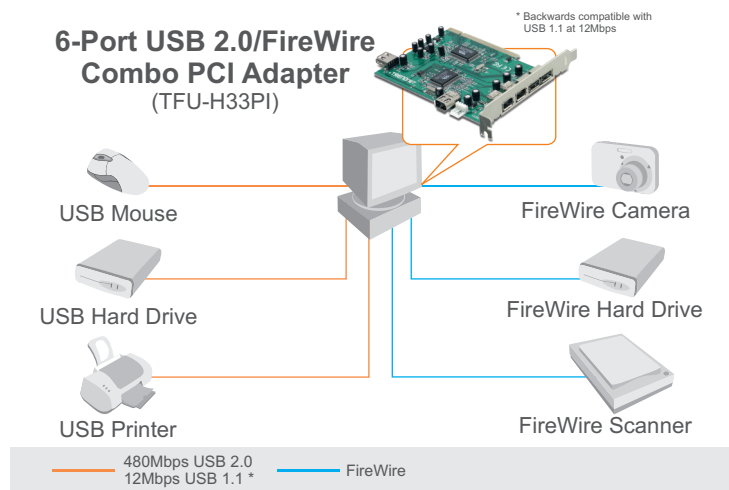 6-Port USB 2.0/FireWire
Combo PCI Adapter
(TFU-H33PI)
* Backwards compatible with
USB 1.1 at 12Mbps
USB Mouse
FireWire Camera
USB Hard Drive
FireWire Hard Drive
USB Printer
FireWire Scanner
480Mbps USB 2.0
12Mbps USB 1.1 *
FireWire